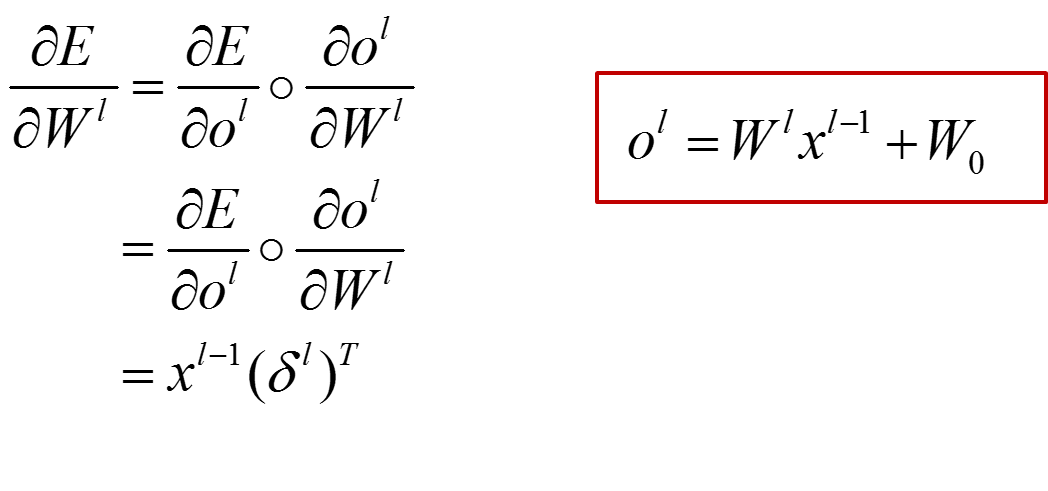 ∂E/∂W^l = ∂E/∂o^l ∘ ∂o^l/∂W^l
o^l = W^l x^{l−1} + W_0
= ∂E/∂o^l ∘ ∂o^l/∂W^l
= x^{l−1}(δ^l)^T